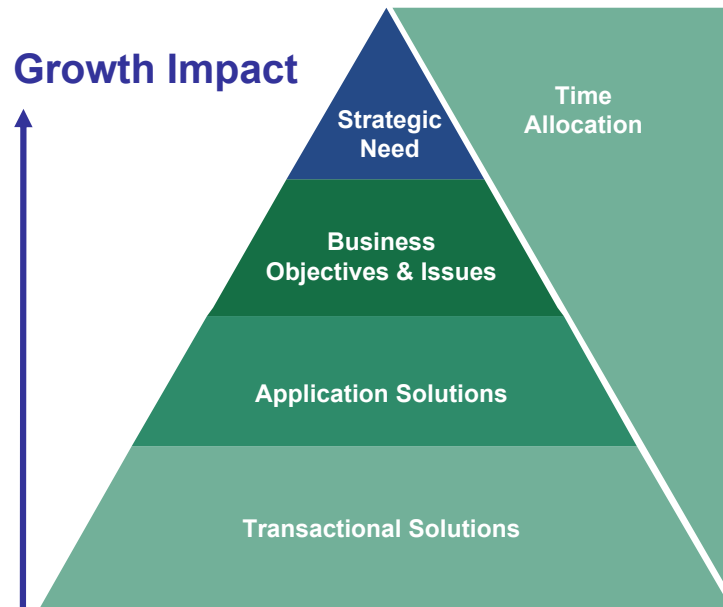 Growth Impact
Time
Allocation
Strategic
Need
Business
Objectives & Issues
Application Solutions
Transactional Solutions